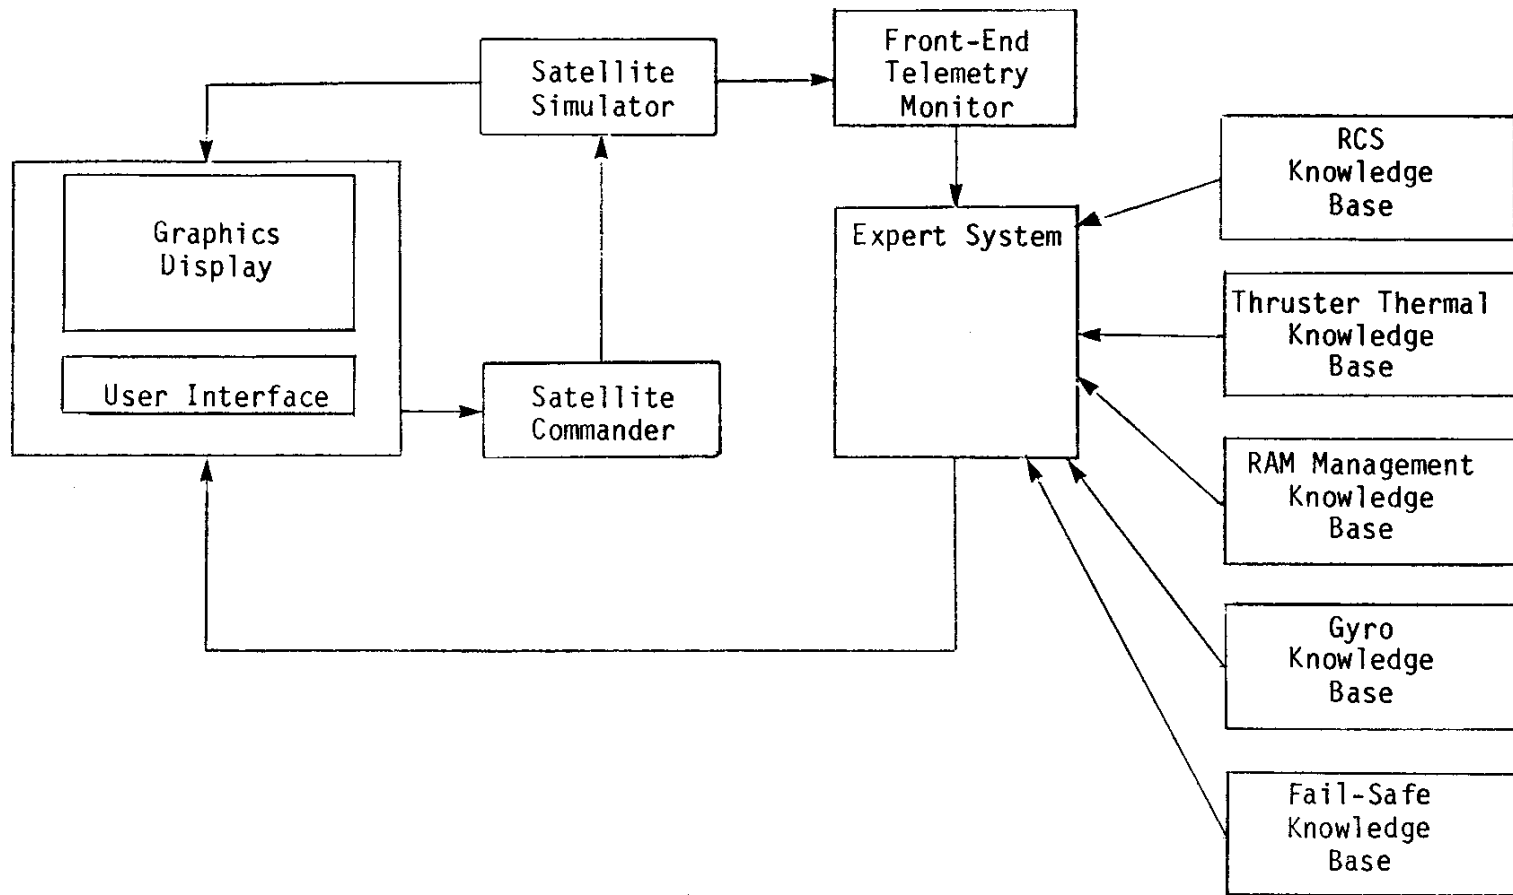 Satellite
Simulator
Front-End
Telemetry
Monitor
RCS
Knowledge
Base
Graphics
Display
Expert System
Thruster Thermal
Knowledge
Base
User Interface
Satellite
Commander
RAM Management
Knowledge
Base
Gyro
Knowledge
Base
Fail-Safe
Knowledge
Base